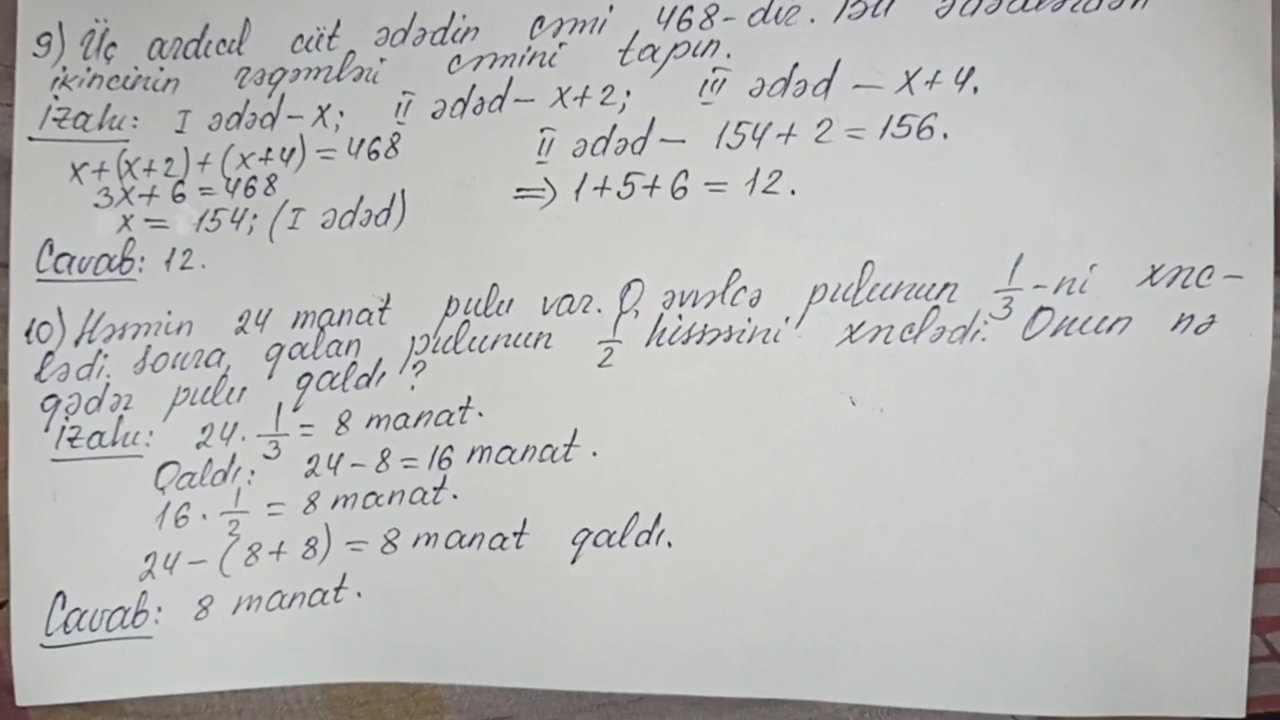 9) Üç ardıcıl cüt ədədin cəmi 468-dir. Bu ədədlərdən
ikincinin rəqəmləri cəmini tapın.
İzahı: I ədəd - x; II ədəd - x+2; III ədəd - x+4.
x+(x+2)+(x+4) = 468 II ədəd - 154+2 = 156.
3x+6 = 468 => 1+5+6 = 12.
x = 154; (I ədəd)
Cavab: 12.
10) Həsmin 24 manat pulu var. O, əvvəlcə pulunun 1/3-ni xərc-
lədi. Sonra, qalan pulunun 1/2 hissəsini xərclədi. Onun nə
qədər pulu qaldı?
İzahı: 24 · 1/3 = 8 manat.
Qaldı: 24-8 = 16 manat.
16 · 1/2 = 8 manat.
24-(8+8) = 8 manat qaldı.
Cavab: 8 manat.